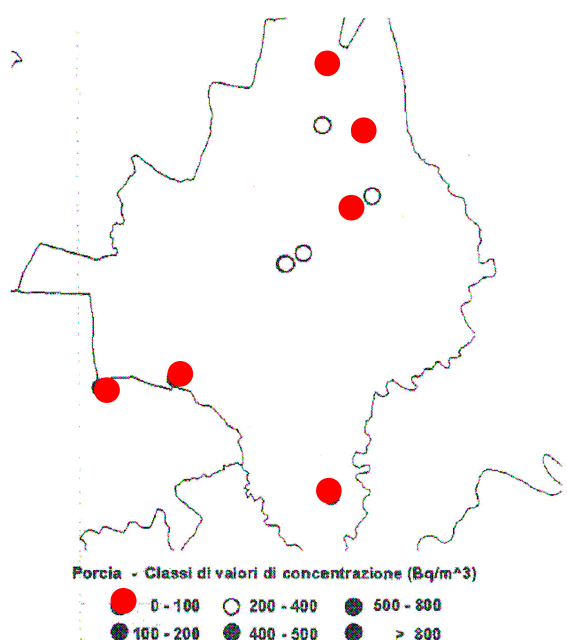 Porcia - Classi di valori di concentrazione (Bq/m^3)
0 - 100 200 - 400 500 - 800
100 - 200 400 - 500 > 800